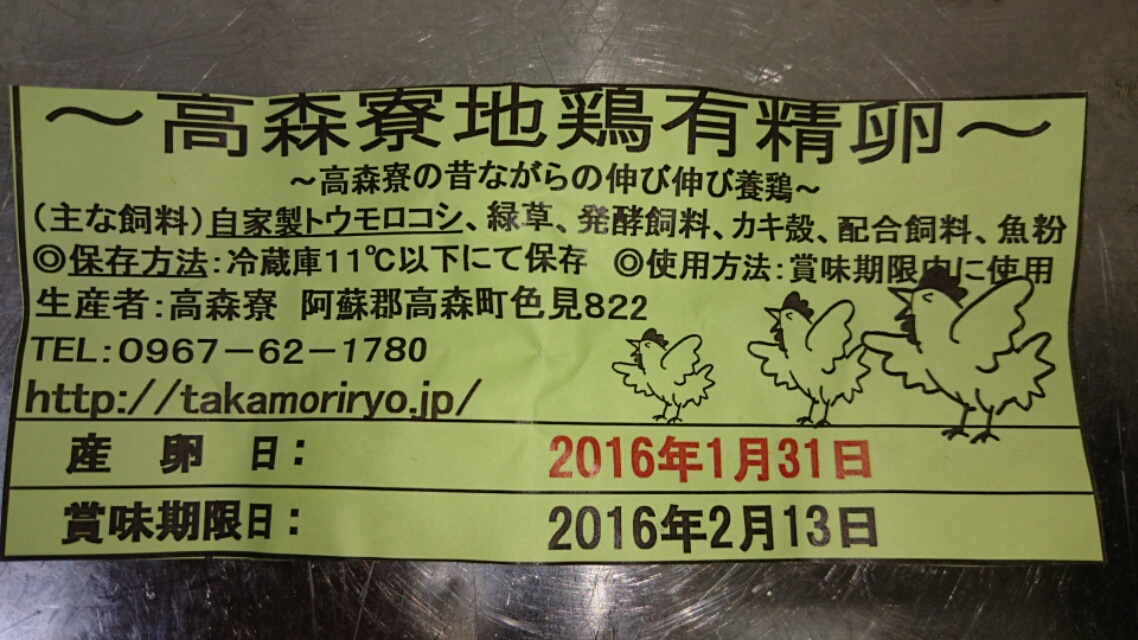 ～高森寮地鶏有精卵～
～高森寮の昔ながらの伸び伸び養鶏～
（主な飼料）自家製トウモロコシ、緑草、発酵飼料、カキ殻、配合飼料、魚粉
◎保存方法：冷蔵庫11℃以下にて保存　◎使用方法：賞味期限内に使用
生産者：高森寮　阿蘇郡高森町色見822
TEL：0967－62－1780
http://takamoriryo.jp/
産　卵　日：　2016年1月31日
賞味期限日：　2016年2月13日